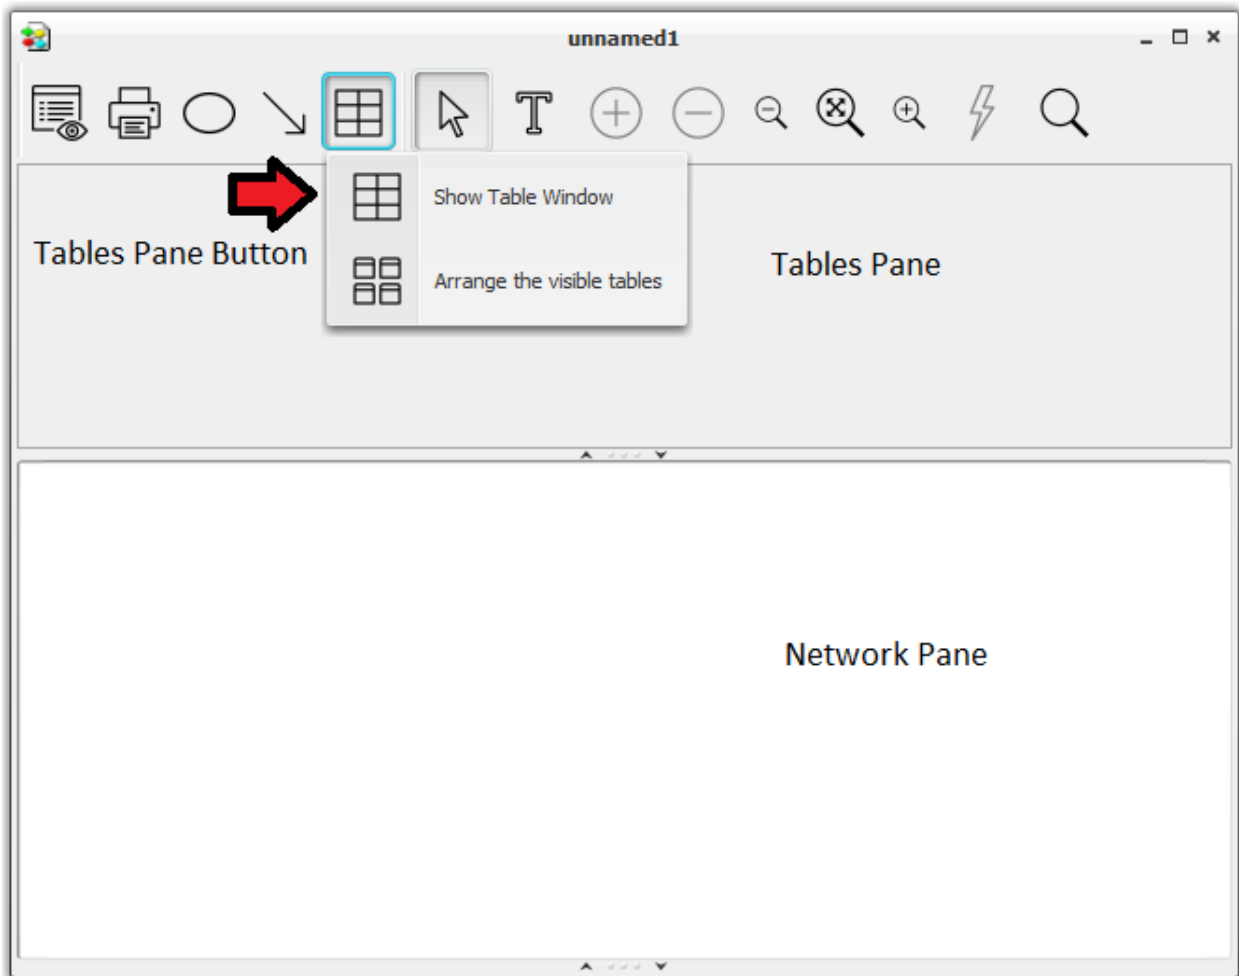 unnamed1
Show Table Window
Tables Pane Button
Tables Pane
Arrange the visible tables
Network Pane